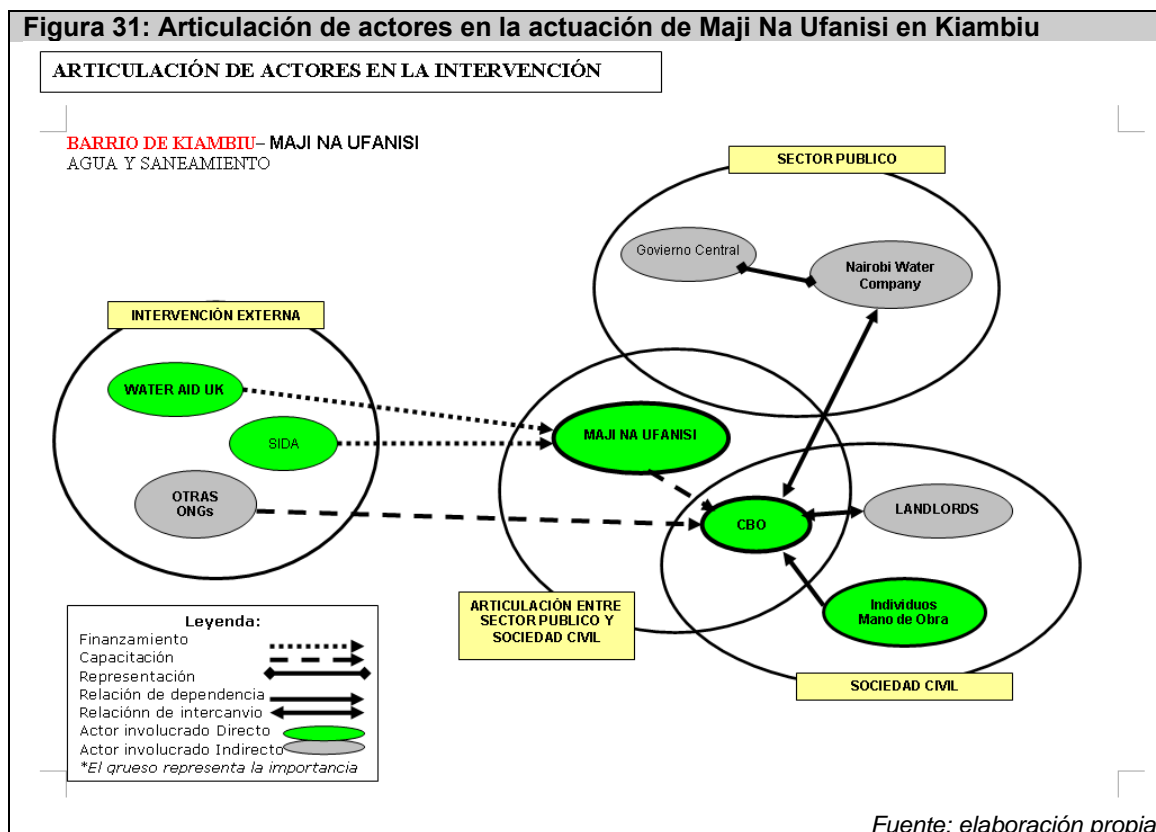 Figura 31: Articulación de actores en la actuación de Maji Na Ufanisi en Kiambiu
ARTICULACIÓN DE ACTORES EN LA INTERVENCIÓN
BARRIO DE KIAMBIU– MAJI NA UFANISI
AGUA Y SANEAMIENTO
SECTOR PUBLICO
Govierno Central
Nairobi Water
Company
INTERVENCIÓN EXTERNA
WATER AID UK
SIDA
OTRAS
ONGs
MAJI NA UFANISI
CBO
LANDLORDS
Individuos
Mano de Obra
ARTICULACIÓN ENTRE
SECTOR PUBLICO Y
SOCIEDAD CIVIL
SOCIEDAD CIVIL
Leyenda:
Finanzamiento
Capacitación
Representación
Relación de dependencia
Relaciónn de intercanvio
Actor involucrado Directo
Actor involucrado Indirecto
*El grueso representa la importancia
Fuente: elaboración propia